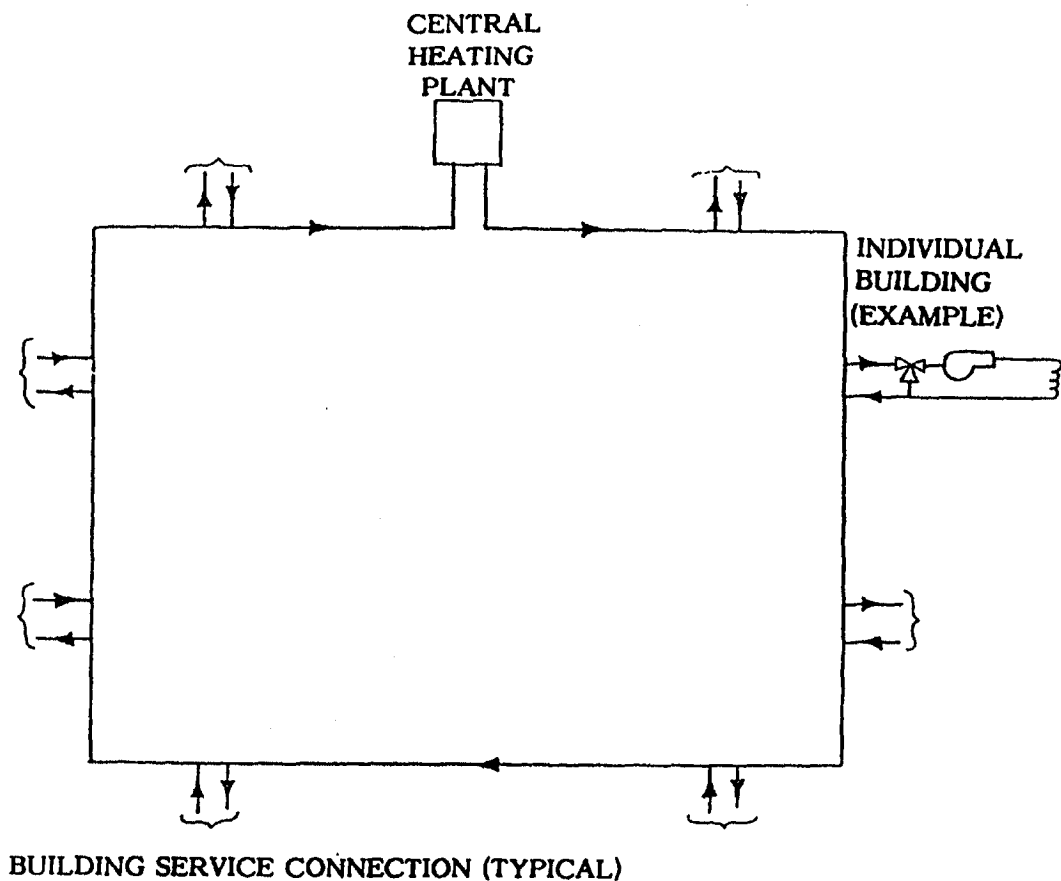 CENTRAL
HEATING
PLANT
INDIVIDUAL
BUILDING
(EXAMPLE)
BUILDING SERVICE CONNECTION (TYPICAL)